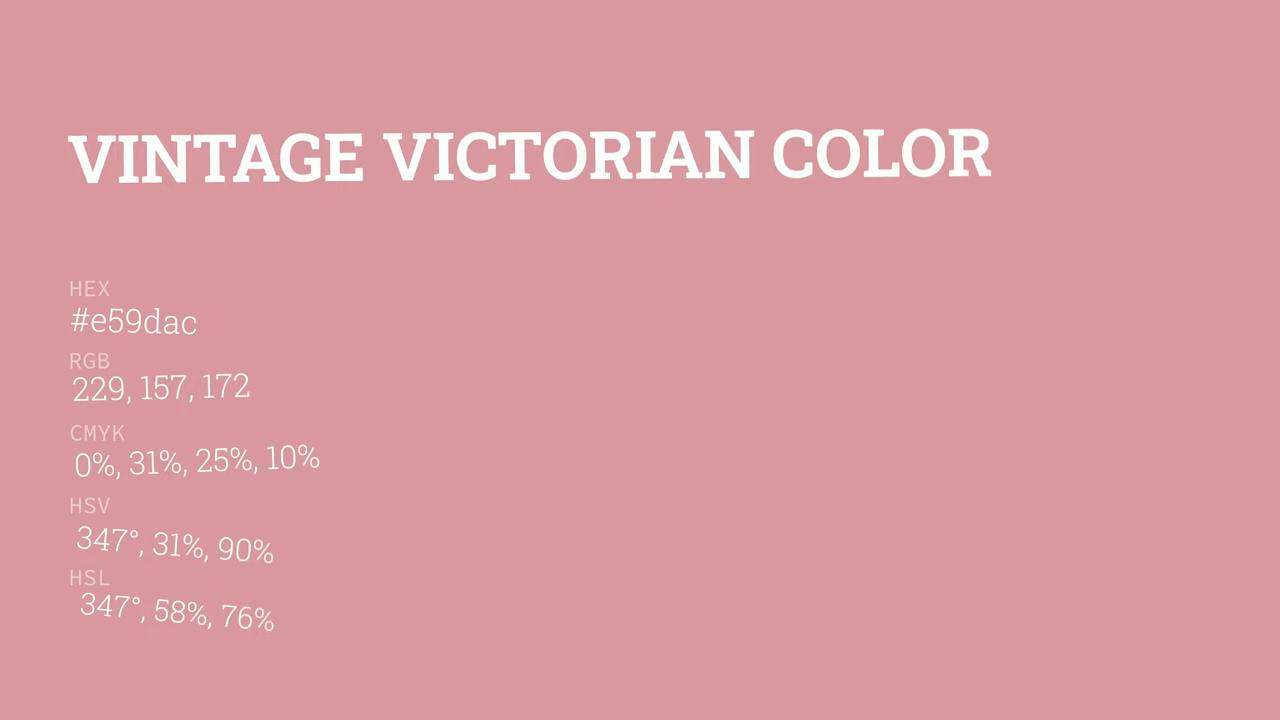 VINTAGE VICTORIAN COLOR
HEX
#e59dac
RGB
229, 157, 172
CMYK
0%, 31%, 25%, 10%
HSV
347°, 31%, 90%
HSL
347°, 58%, 76%